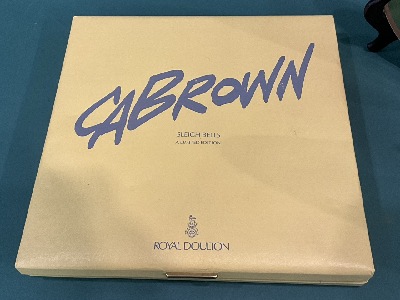 CABROWN
SLEIGH BELLS
A LIMITED EDITION
ROYAL DOULTON